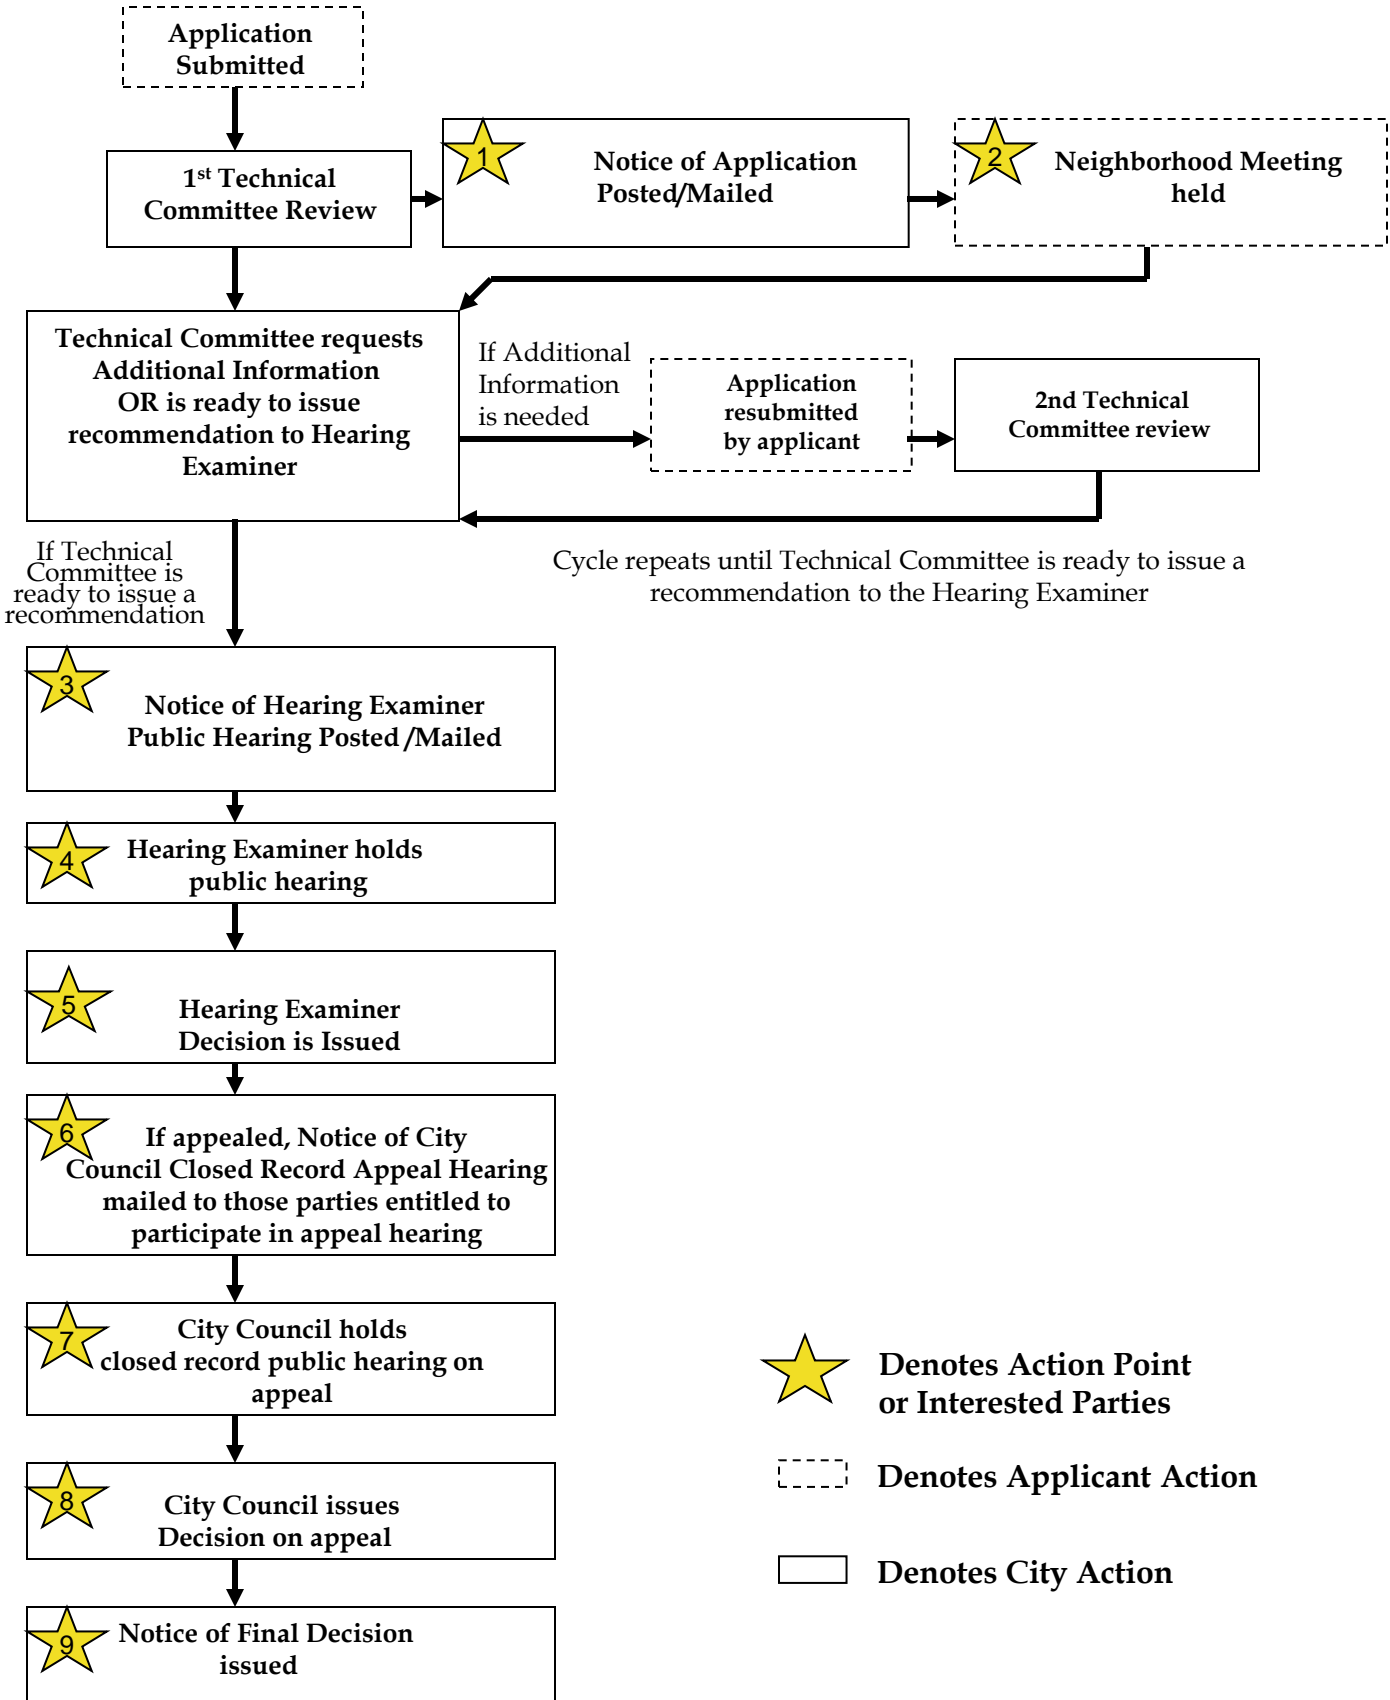 Application
Submitted
1st Technical
Committee Review
1
Notice of Application
Posted/Mailed
2
Neighborhood Meeting
held
Technical Committee requests
Additional Information
OR is ready to issue
recommendation to Hearing
Examiner
If Additional
Information
is needed
Application
resubmitted
by applicant
2nd Technical
Committee review
If Technical
Committee is
ready to issue a
recommendation
Cycle repeats until Technical Committee is ready to issue a
recommendation to the Hearing Examiner
3
Notice of Hearing Examiner
Public Hearing Posted/Mailed
4
Hearing Examiner holds
public hearing
5
Hearing Examiner
Decision is Issued
6
If appealed, Notice of City
Council Closed Record Appeal Hearing
mailed to those parties entitled to
participate in appeal hearing
7
City Council holds
closed record public hearing on
appeal
8
City Council issues
Decision on appeal
9
Notice of Final Decision
issued
Denotes Action Point
or Interested Parties
Denotes Applicant Action
Denotes City Action